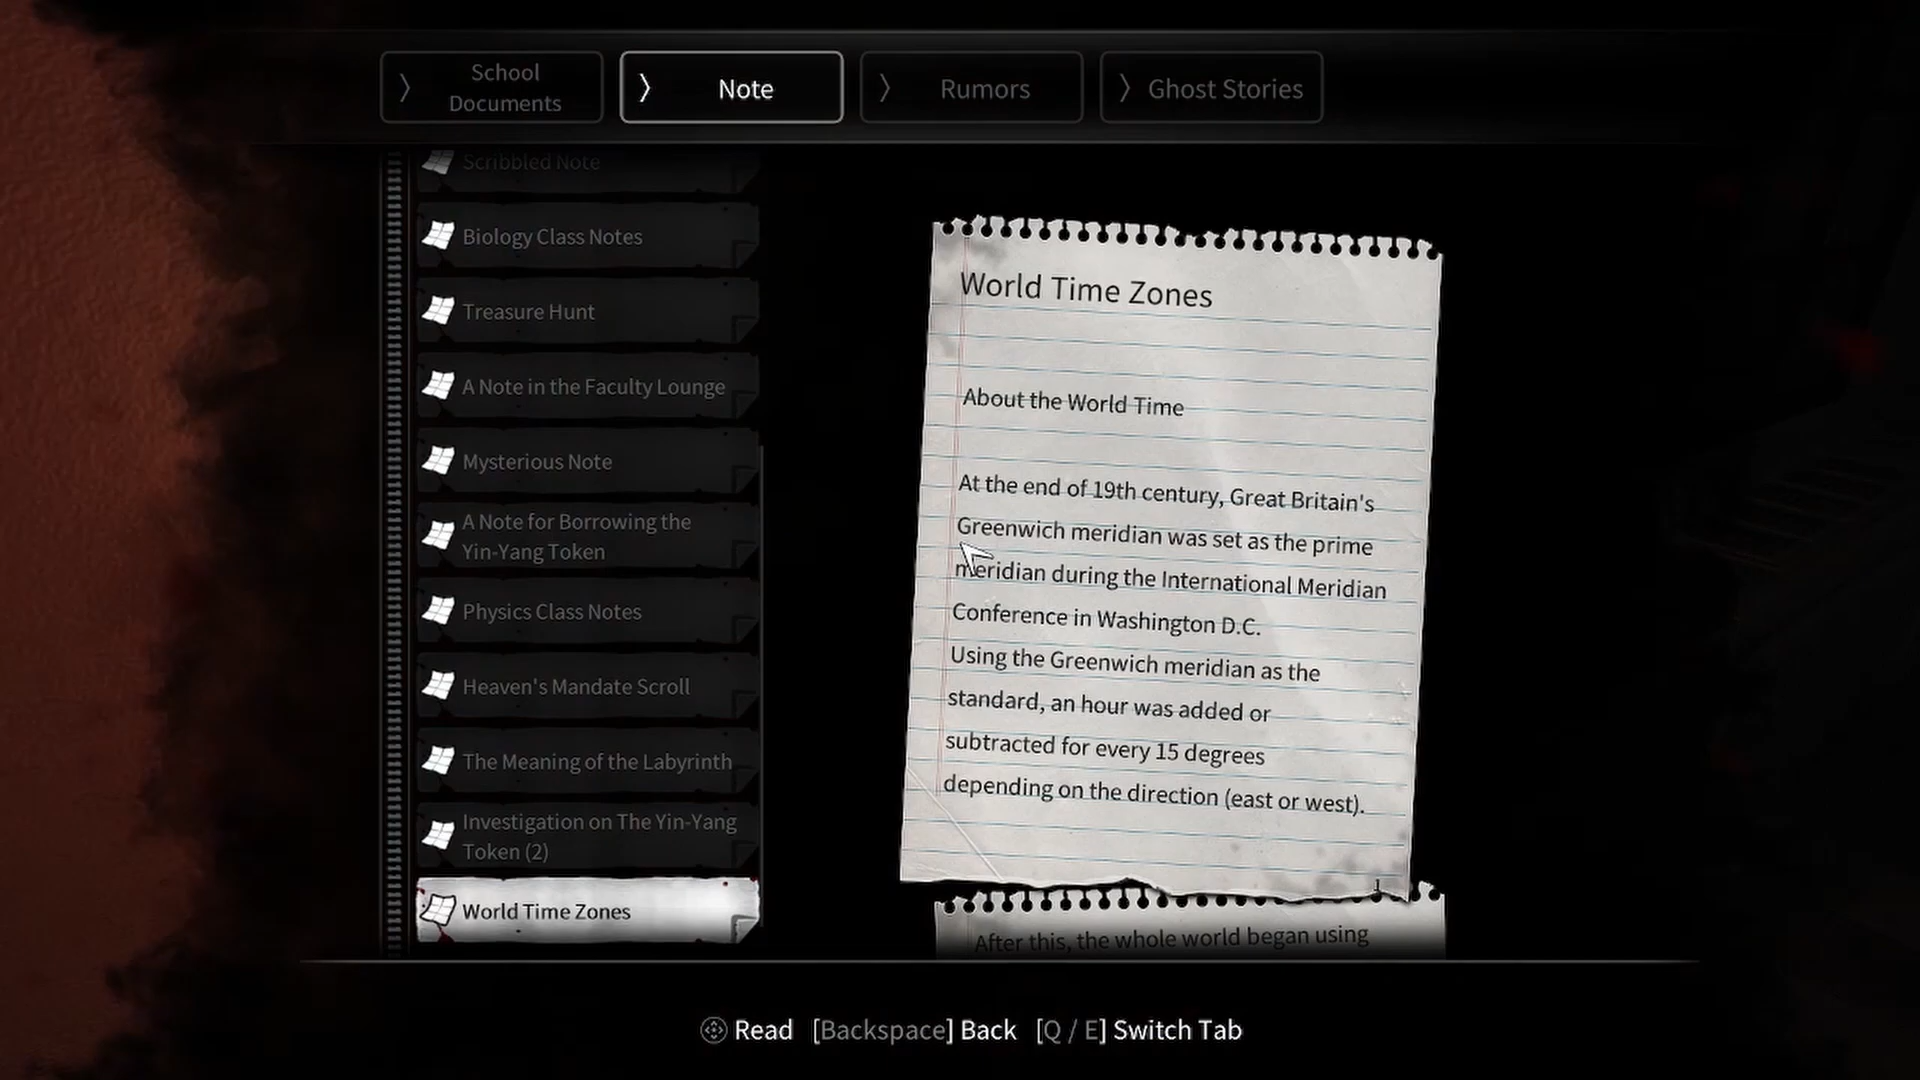 School
Documents
Note
Rumors
Ghost Stories
Scribbled Note
Biology Class Notes
Treasure Hunt
A Note in the Faculty Lounge
Mysterious Note
A Note for Borrowing the
Yin-Yang Token
Physics Class Notes
Heaven's Mandate Scroll
The Meaning of the Labyrinth
Investigation on The Yin-Yang
Token (2)
World Time Zones
World Time Zones
About the World Time
At the end of 19th century, Great Britain's
Greenwich meridian was set as the prime
meridian during the International Meridian
Conference in Washington D.C.
Using the Greenwich meridian as the
standard, an hour was added or
subtracted for every 15 degrees
depending on the direction (east or west).
1
After this, the whole world began using
Read [Backspace] Back [Q / E] Switch Tab